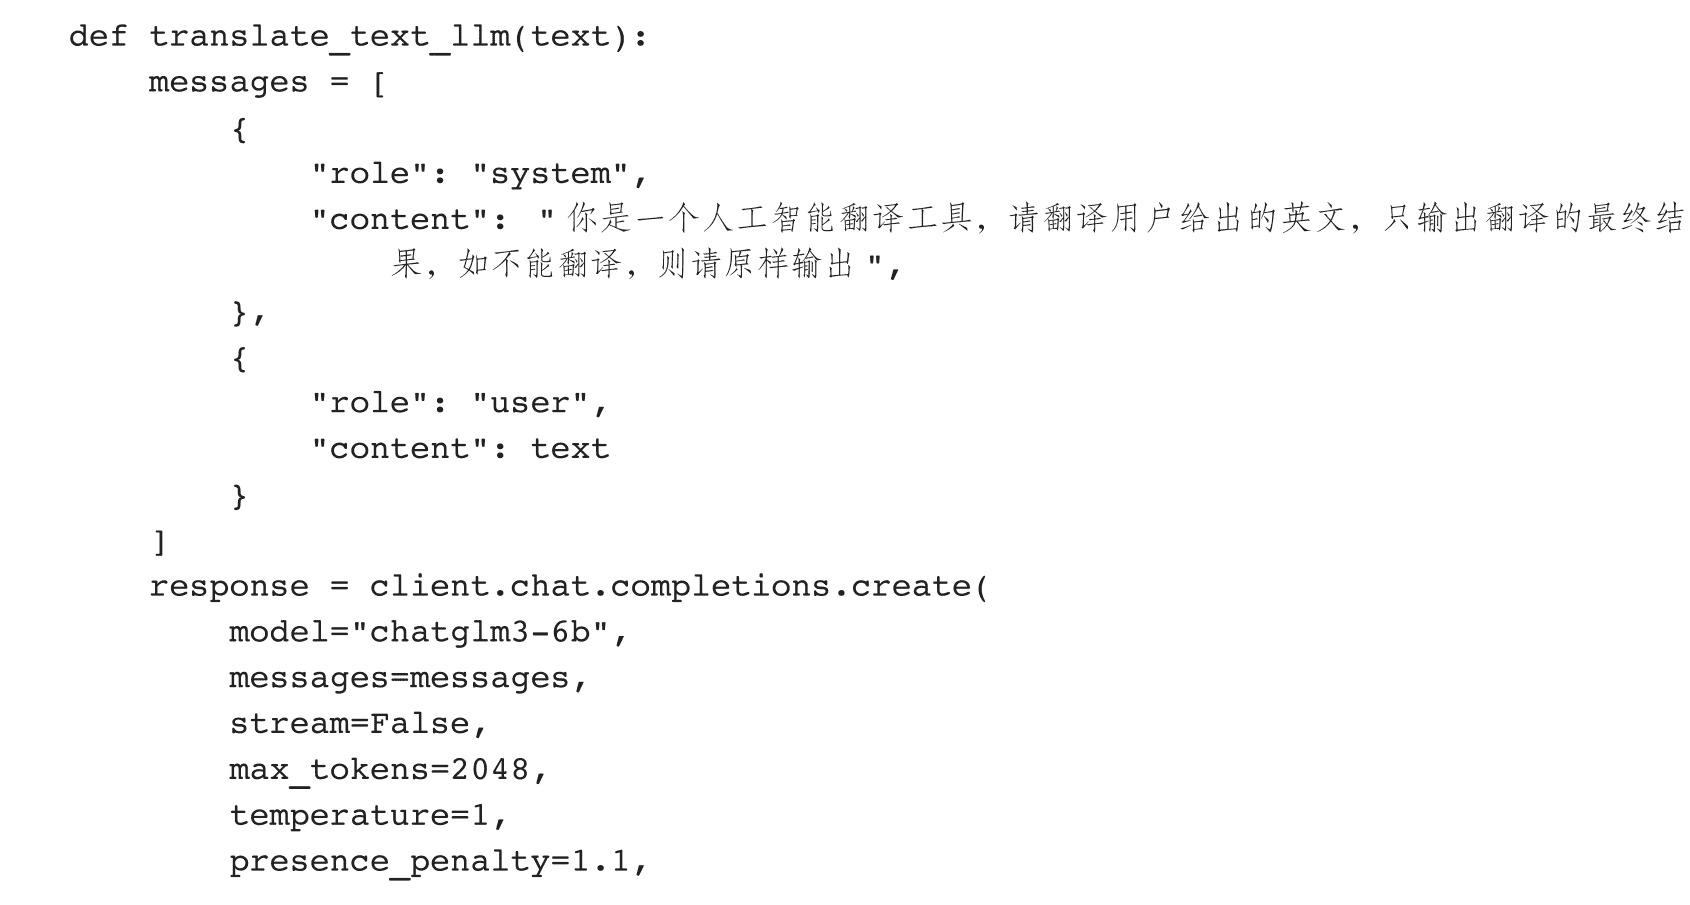 def translate_text_llm(text):
    messages = [
        {
            "role": "system",
            "content": "你是一个人工智能翻译工具，请翻译用户给出的英文，只输出翻译的最终结
                果，如不能翻译，则请原样输出",
        },
        {
            "role": "user",
            "content": text
        }
    ]
    response = client.chat.completions.create(
        model="chatglm3-6b",
        messages=messages,
        stream=False,
        max_tokens=2048,
        temperature=1,
        presence_penalty=1.1,